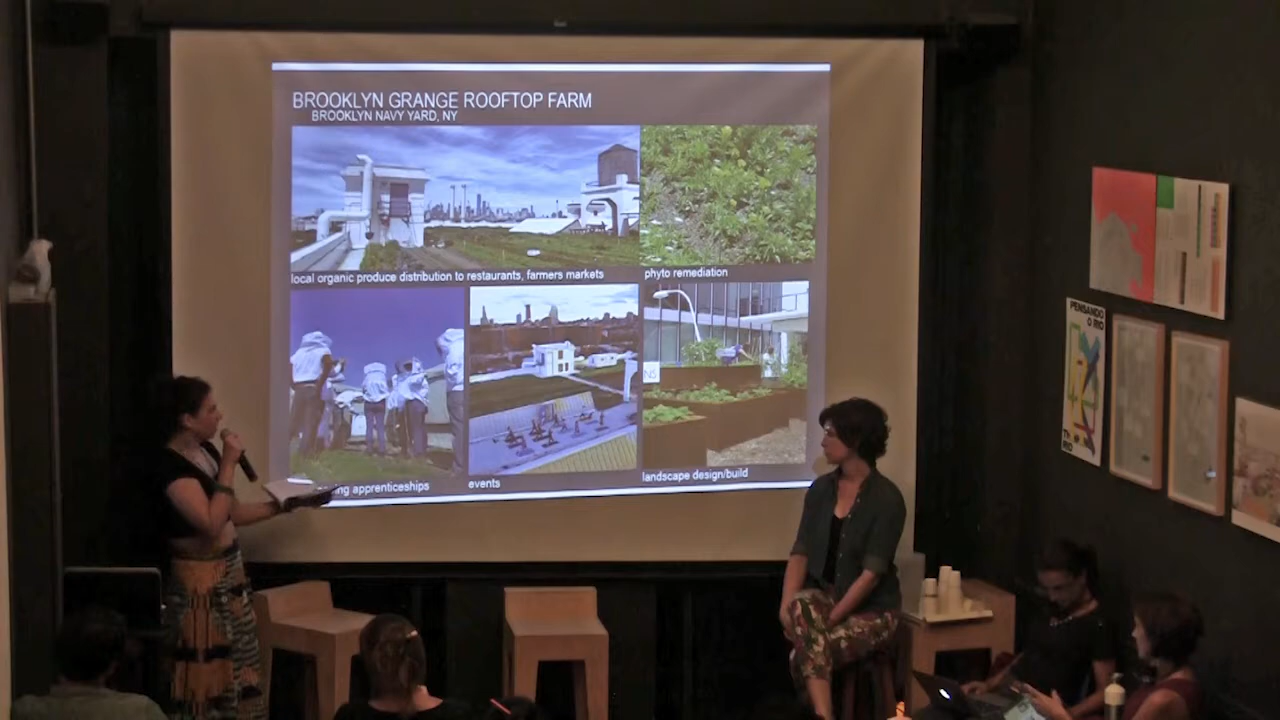 BROOKLYN GRANGE ROOFTOP FARM
BROOKLYN NAVY YARD, NY
local organic produce distribution to restaurants, farmers markets
phyto remediation
apprenticeships
events
landscape design/build
PENSANDO
O RIO